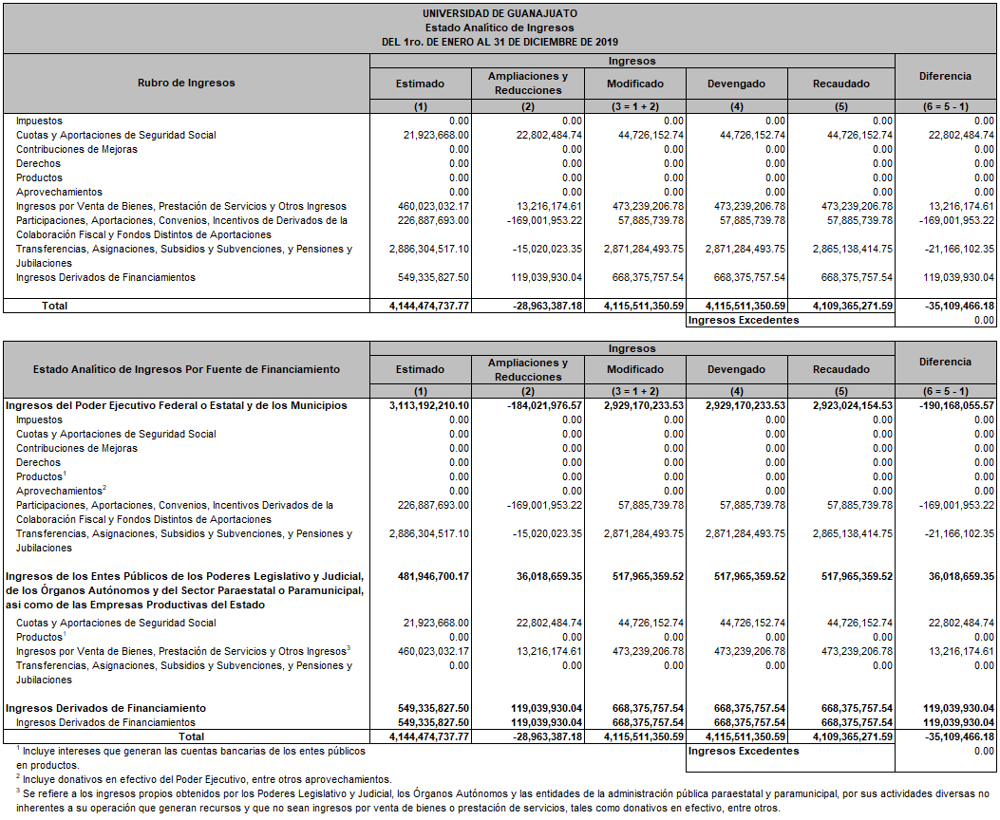 UNIVERSIDAD DE GUANAJUATO
Estado Analítico de Ingresos
DEL 1ro. DE ENERO AL 31 DE DICIEMBRE DE 2019
Rubro de Ingresos
Ingresos
Diferencia
Estimado Ampliaciones y Reducciones Modificado Devengado Recaudado
(1) (2) (3 = 1 + 2) (4) (5) (6 = 5 - 1)
Impuestos 0.00 0.00 0.00 0.00 0.00 0.00
Cuotas y Aportaciones de Seguridad Social 21,923,668.00 22,802,484.74 44,726,152.74 44,726,152.74 44,726,152.74 22,802,484.74
Contribuciones de Mejoras 0.00 0.00 0.00 0.00 0.00 0.00
Derechos 0.00 0.00 0.00 0.00 0.00 0.00
Productos 0.00 0.00 0.00 0.00 0.00 0.00
Aprovechamientos 0.00 0.00 0.00 0.00 0.00 0.00
Ingresos por Venta de Bienes, Prestación de Servicios y Otros Ingresos 460,023,032.17 13,216,174.61 473,239,206.78 473,239,206.78 473,239,206.78 13,216,174.61
Participaciones, Aportaciones, Convenios, Incentivos de Derivados de la 226,887,693.00 -169,001,953.22 57,885,739.78 57,885,739.78 57,885,739.78 -169,001,953.22
Colaboración Fiscal y Fondos Distintos de Aportaciones
Transferencias, Asignaciones, Subsidios y Subvenciones, y Pensiones y 2,886,304,517.10 -15,020,023.35 2,871,284,493.75 2,871,284,493.75 2,865,138,414.75 -21,166,102.35
Jubilaciones
Ingresos Derivados de Financiamientos 549,335,827.50 119,039,930.04 668,375,757.54 668,375,757.54 668,375,757.54 119,039,930.04
Total 4,144,474,737.77 -28,963,387.18 4,115,511,350.59 4,115,511,350.59 4,109,365,271.59 -35,109,466.18
Ingresos Excedentes 0.00
Estado Analítico de Ingresos Por Fuente de Financiamiento
Ingresos
Diferencia
Estimado Ampliaciones y Reducciones Modificado Devengado Recaudado
(1) (2) (3 = 1 + 2) (4) (5) (6 = 5 - 1)
Ingresos del Poder Ejecutivo Federal o Estatal y de los Municipios 3,113,192,210.10 -184,021,976.57 2,929,170,233.53 2,929,170,233.53 2,923,024,154.53 -190,168,055.57
Impuestos 0.00 0.00 0.00 0.00 0.00 0.00
Cuotas y Aportaciones de Seguridad Social 0.00 0.00 0.00 0.00 0.00 0.00
Contribuciones de Mejoras 0.00 0.00 0.00 0.00 0.00 0.00
Derechos 0.00 0.00 0.00 0.00 0.00 0.00
Productos¹ 0.00 0.00 0.00 0.00 0.00 0.00
Aprovechamientos² 0.00 0.00 0.00 0.00 0.00 0.00
Participaciones, Aportaciones, Convenios, Incentivos Derivados de la 226,887,693.00 -169,001,953.22 57,885,739.78 57,885,739.78 57,885,739.78 -169,001,953.22
Colaboración Fiscal y Fondos Distintos de Aportaciones
Transferencias, Asignaciones, Subsidios y Subvenciones, y Pensiones y 2,886,304,517.10 -15,020,023.35 2,871,284,493.75 2,871,284,493.75 2,865,138,414.75 -21,166,102.35
Jubilaciones
Ingresos de los Entes Públicos de los Poderes Legislativo y Judicial, 481,946,700.17 36,018,659.35 517,965,359.52 517,965,359.52 517,965,359.52 36,018,659.35
de los Órganos Autónomos y del Sector Paraestatal o Paramunicipal,
asi como de las Empresas Productivas del Estado
Cuotas y Aportaciones de Seguridad Social 21,923,668.00 22,802,484.74 44,726,152.74 44,726,152.74 44,726,152.74 22,802,484.74
Productos¹ 0.00 0.00 0.00 0.00 0.00 0.00
Ingresos por Venta de Bienes, Prestación de Servicios y Otros Ingresos³ 460,023,032.17 13,216,174.61 473,239,206.78 473,239,206.78 473,239,206.78 13,216,174.61
Transferencias, Asignaciones, Subsidios y Subvenciones, y Pensiones y 0.00 0.00 0.00 0.00 0.00 0.00
Jubilaciones
Ingresos Derivados de Financiamiento 549,335,827.50 119,039,930.04 668,375,757.54 668,375,757.54 668,375,757.54 119,039,930.04
Ingresos Derivados de Financiamientos 549,335,827.50 119,039,930.04 668,375,757.54 668,375,757.54 668,375,757.54 119,039,930.04
Total 4,144,474,737.77 -28,963,387.18 4,115,511,350.59 4,115,511,350.59 4,109,365,271.59 -35,109,466.18
Ingresos Excedentes 0.00
¹ Incluye intereses que generan las cuentas bancarias de los entes públicos
en productos.
² Incluye donativos en efectivo del Poder Ejecutivo, entre otros aprovechamientos.
³ Se refiere a los ingresos propios obtenidos por los Poderes Legislativo y Judicial, los Órganos Autónomos y las entidades de la administración pública paraestatal y paramunicipal, por sus actividades diversas no
inherentes a su operación que generan recursos y que no sean ingresos por venta de bienes o prestación de servicios, tales como donativos en efectivo, entre otros.